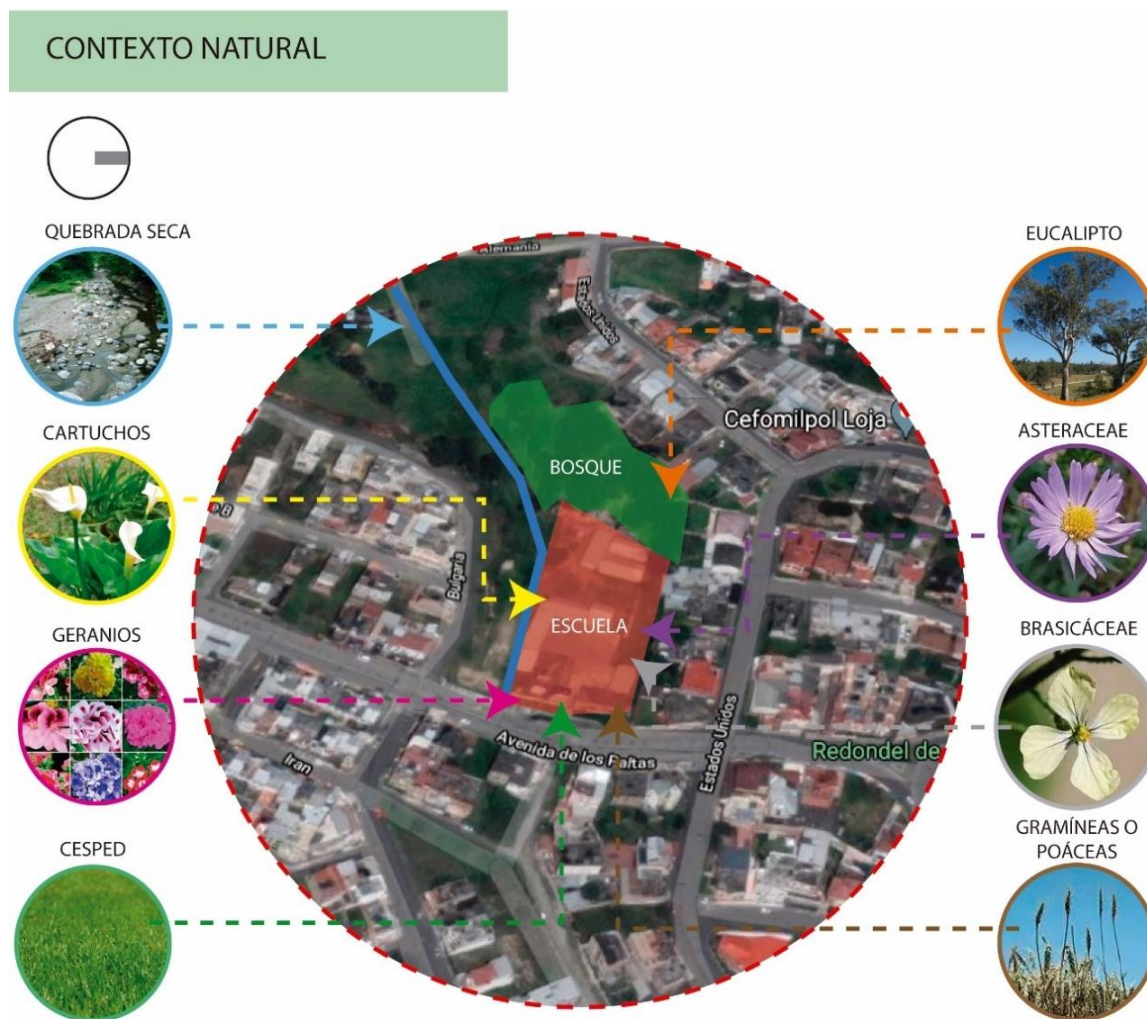 CONTEXTO NATURAL
QUEBRADA SECA
EUCALIPTO
Alemania
Estados Unidos
CARTUCHOS
Cefomilpol Loja
ASTERACEAE
BOSQUE
B
Bulgaria
GERANIOS
ESCUELA
BRASICÁCEAE
Avenida de los Paltas
Estados Unidos
Redondel de
Iran
CESPED
GRAMÍNEAS O
POÁCEAS